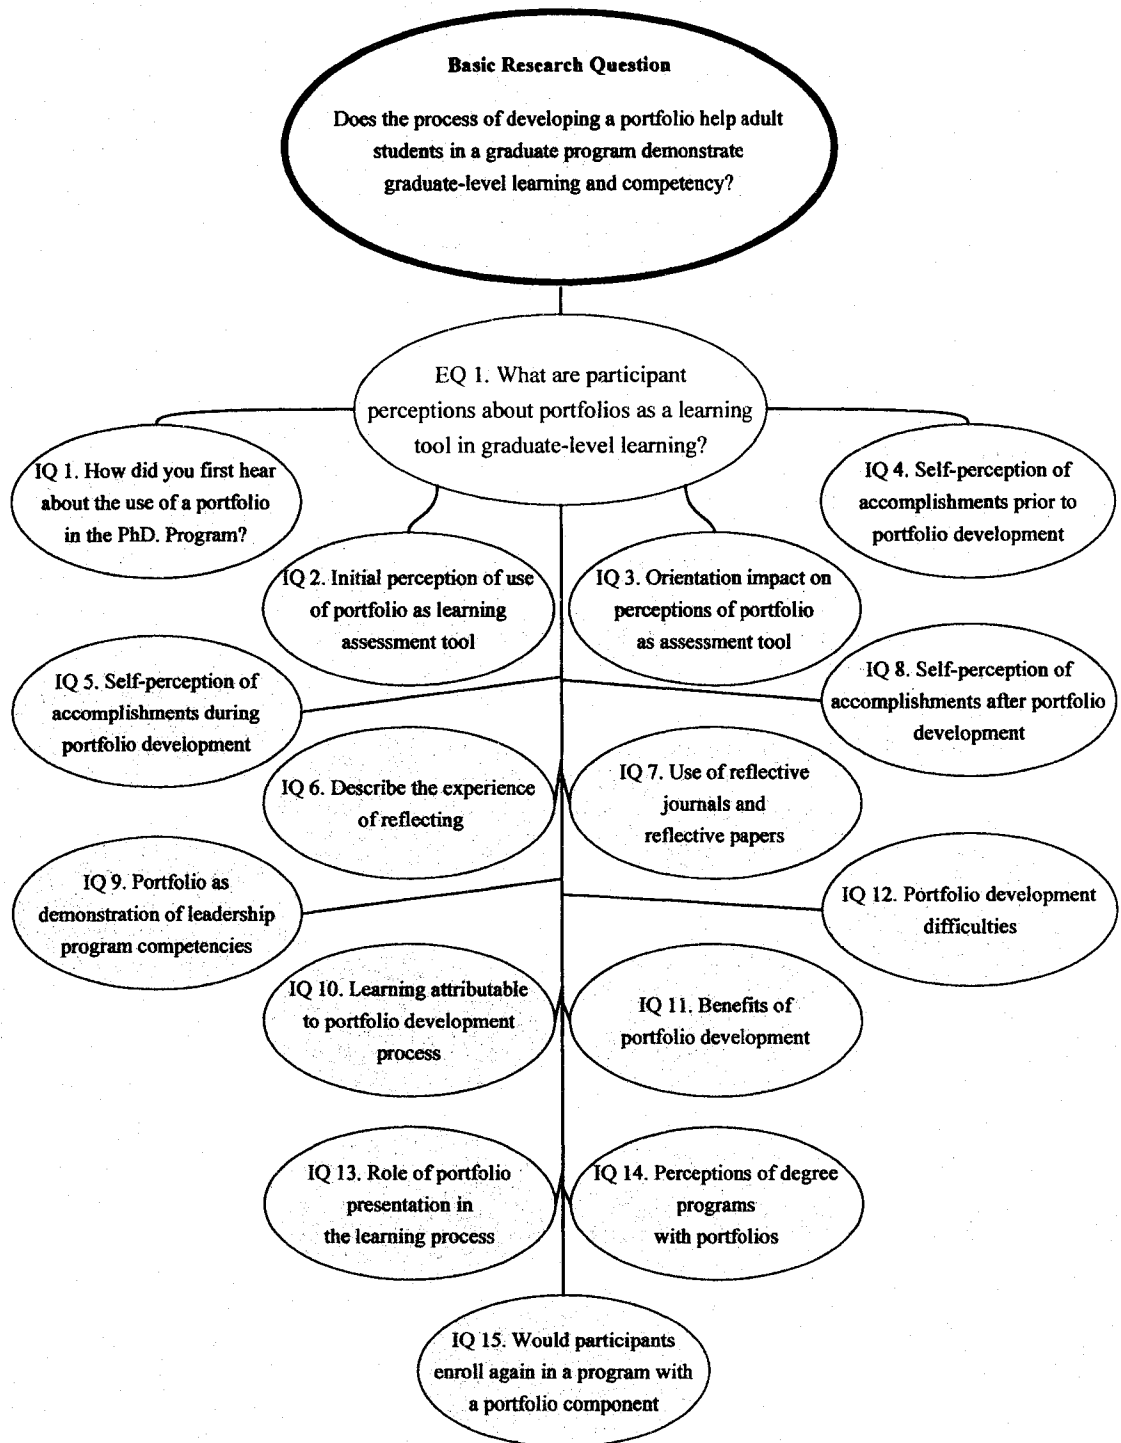 Basic Research Question
Does the process of developing a portfolio help adult
students in a graduate program demonstrate
graduate-level learning and competency?
EQ 1. What are participant
perceptions about portfolios as a learning
tool in graduate-level learning?
IQ 1. How did you first hear
about the use of a portfolio
in the PhD. Program?
IQ 2. Initial perception of use
of portfolio as learning
assessment tool
IQ 3. Orientation impact on
perceptions of portfolio
as assessment tool
IQ 4. Self-perception of
accomplishments prior to
portfolio development
IQ 5. Self-perception of
accomplishments during
portfolio development
IQ 6. Describe the experience
of reflecting
IQ 7. Use of reflective
journals and
reflective papers
IQ 8. Self-perception of
accomplishments after portfolio
development
IQ 9. Portfolio as
demonstration of leadership
program competencies
IQ 10. Learning attributable
to portfolio development
process
IQ 11. Benefits of
portfolio development
IQ 12. Portfolio development
difficulties
IQ 13. Role of portfolio
presentation in
the learning process
IQ 14. Perceptions of degree
programs
with portfolios
IQ 15. Would participants
enroll again in a program with
a portfolio component